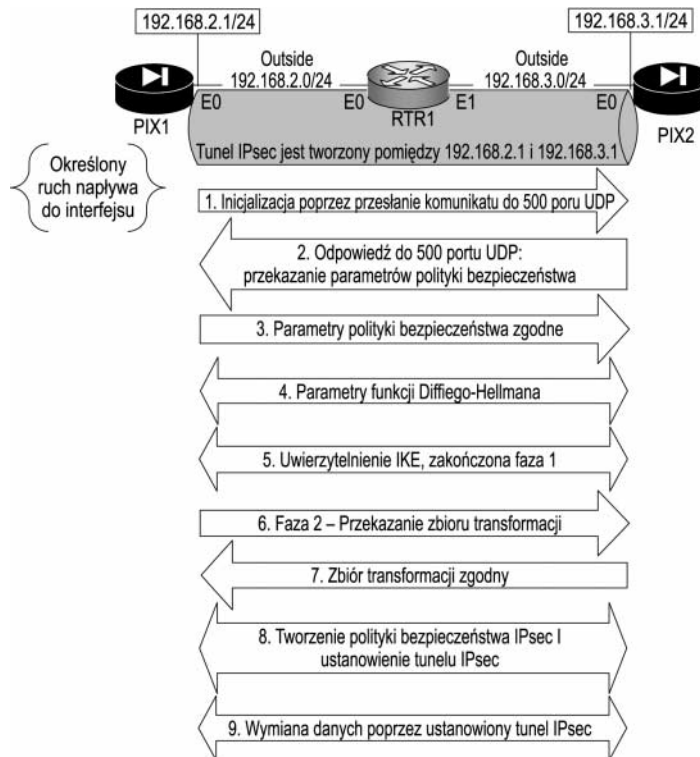 192.168.2.1/24
192.168.3.1/24
Outside
192.168.2.0/24
Outside
192.168.3.0/24
E0
E0
E1
E0
PIX1
RTR1
PIX2
Tunel IPsec jest tworzony pomiędzy 192.168.2.1 i 192.168.3.1
Określony
ruch napływa
do interfejsu
1. Inicjalizacja poprzez przesłanie komunikatu do 500 poru UDP
2. Odpowiedź do 500 portu UDP:
przekazanie parametrów polityki bezpieczeństwa
3. Parametry polityki bezpieczeństwa zgodne
4. Parametry funkcji Diffiego-Hellmana
5. Uwierzytelnienie IKE, zakończona faza 1
6. Faza 2 – Przekazanie zbioru transformacji
7. Zbiór transformacji zgodny
8. Tworzenie polityki bezpieczeństwa IPsec I
ustanowienie tunelu IPsec
9. Wymiana danych poprzez ustanowiony tunel IPsec